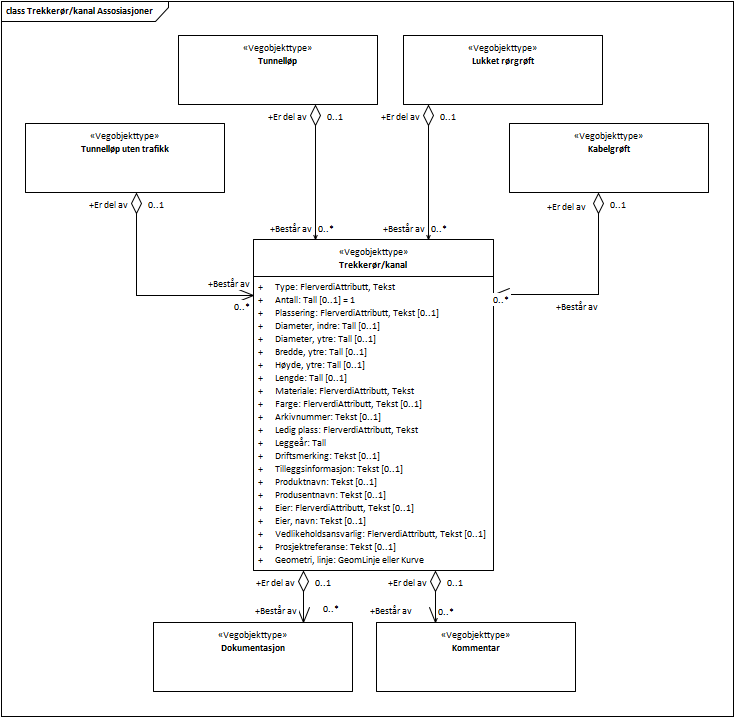 class Trekkerør/kanal Assosiasjoner
«Vegobjekttype»
Tunnelløp
«Vegobjekttype»
Lukket rørgrøft
+Er del av 0..1
+Er del av 0..1
«Vegobjekttype»
Tunnelløp uten trafikk
«Vegobjekttype»
Kabelgrøft
+Er del av 0..1
+Er del av 0..1
+Består av 0..*
+Består av 0..*
«Vegobjekttype»
Trekkerør/kanal
+Består av
0..*
0..*
+Består av
+ Type: FlerverdiAttributt, Tekst
+ Antall: Tall [0..1] = 1
+ Plassering: FlerverdiAttributt, Tekst [0..1]
+ Diameter, indre: Tall [0..1]
+ Diameter, ytre: Tall [0..1]
+ Bredde, ytre: Tall [0..1]
+ Høyde, ytre: Tall [0..1]
+ Lengde: Tall [0..1]
+ Materiale: FlerverdiAttributt, Tekst
+ Farge: FlerverdiAttributt, Tekst [0..1]
+ Arkivnummer: Tekst [0..1]
+ Ledig plass: FlerverdiAttributt, Tekst
+ Leggeår: Tall
+ Driftsmerking: Tekst [0..1]
+ Tilleggsinformasjon: Tekst [0..1]
+ Produktnavn: Tekst [0..1]
+ Produsentnavn: Tekst [0..1]
+ Eier: FlerverdiAttributt, Tekst [0..1]
+ Eier, navn: Tekst [0..1]
+ Vedlikeholdsansvarlig: FlerverdiAttributt, Tekst [0..1]
+ Prosjektreferanse: Tekst [0..1]
+ Geometri, linje: GeomLinje eller Kurve
+Er del av 0..1
+Er del av 0..1
+Består av 0..*
+Består av 0..*
«Vegobjekttype»
Dokumentasjon
«Vegobjekttype»
Kommentar